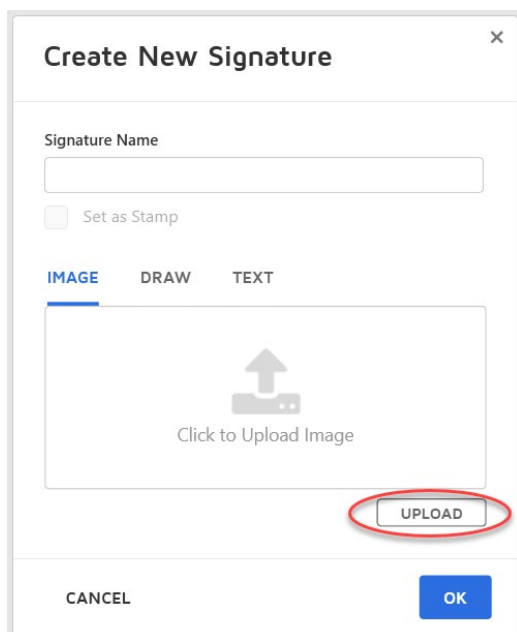 Create New Signature
Signature Name
Set as Stamp
IMAGE DRAW TEXT
Click to Upload Image
UPLOAD
CANCEL OK